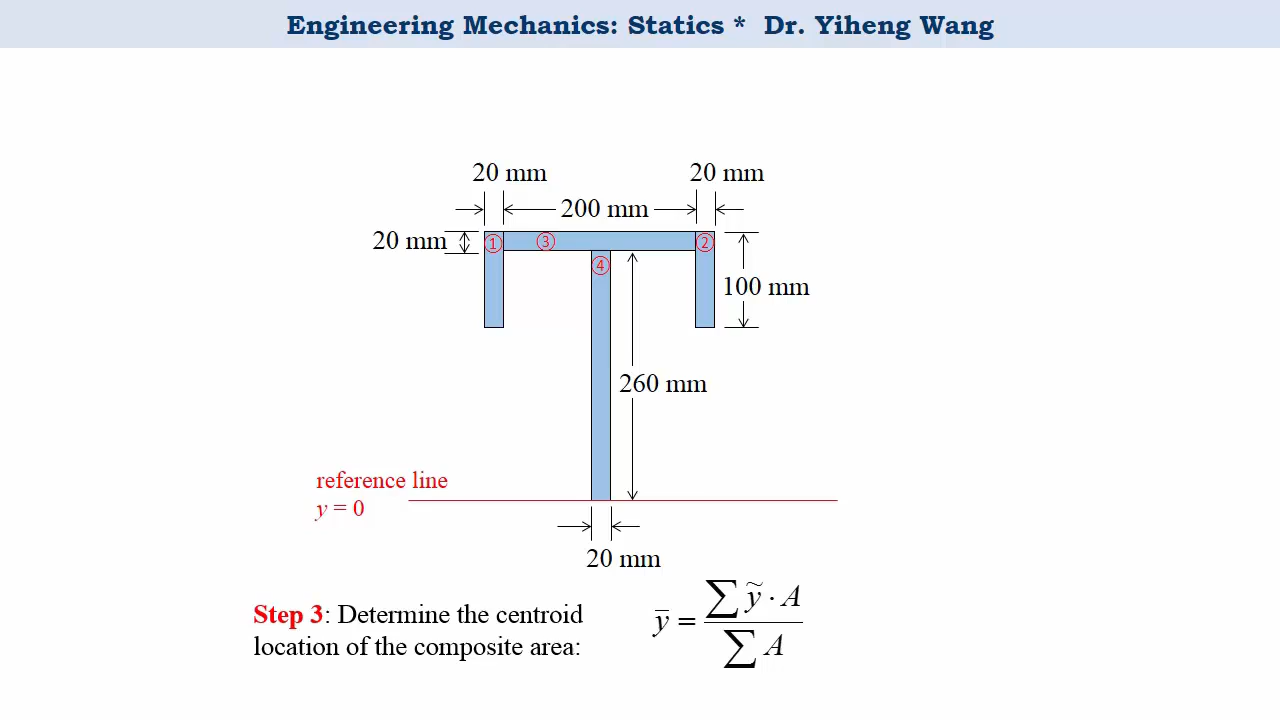 Engineering Mechanics: Statics * Dr. Yiheng Wang
20 mm
20 mm
200 mm
20 mm
①
③
②
④
100 mm
260 mm
reference line
y = 0
20 mm
Step 3: Determine the centroid
location of the composite area:
y̅ = ∑ ỹ · A / ∑ A